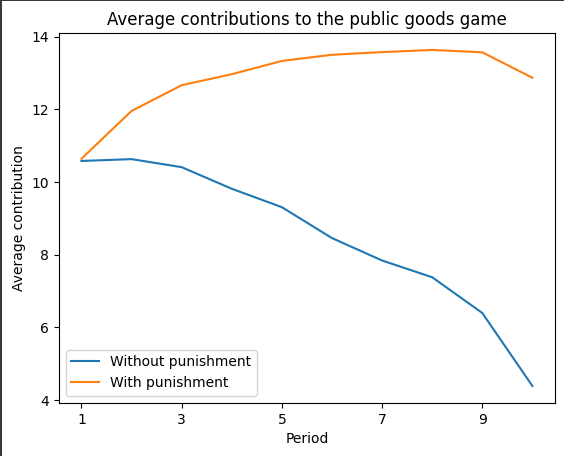 Average contributions to the public goods game
14
12
10
8
6
4
Average contribution
Without punishment
With punishment
1 3 5 7 9
Period